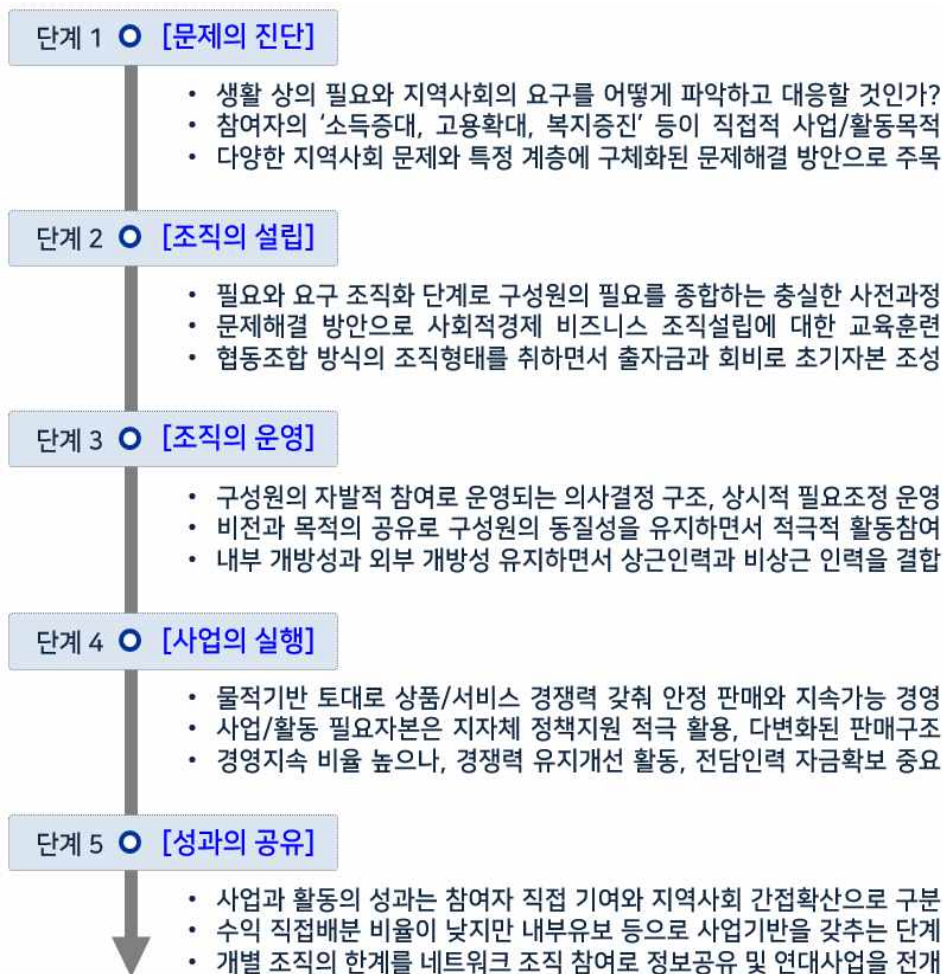 단계 1 [문제의 진단]
• 생활 상의 필요와 지역사회의 요구를 어떻게 파악하고 대응할 것인가?
• 참여자의 ‘소득증대, 고용확대, 복지증진’ 등이 직접적 사업/활동목적
• 다양한 지역사회 문제와 특정 계층에 구체화된 문제해결 방안으로 주목
단계 2 [조직의 설립]
• 필요와 요구 조직화 단계로 구성원의 필요를 종합하는 충실한 사전과정
• 문제해결 방안으로 사회적경제 비즈니스 조직설립에 대한 교육훈련
• 협동조합 방식의 조직형태를 취하면서 출자금과 회비로 초기자본 조성
단계 3 [조직의 운영]
• 구성원의 자발적 참여로 운영되는 의사결정 구조, 상시적 필요조정 운영
• 비전과 목적의 공유로 구성원의 동질성을 유지하면서 적극적 활동참여
• 내부 개방성과 외부 개방성 유지하면서 상근인력과 비상근 인력을 결합
단계 4 [사업의 실행]
• 물적기반 토대로 상품/서비스 경쟁력 갖춰 안정 판매와 지속가능 경영
• 사업/활동 필요자본은 지자체 정책지원 적극 활용, 다변화된 판매구조
• 경영지속 비율 높으나, 경쟁력 유지개선 활동, 전담인력 자금확보 중요
단계 5 [성과의 공유]
• 사업과 활동의 성과는 참여자 직접 기여와 지역사회 간접확산으로 구분
• 수익 직접배분 비율이 낮지만 내부유보 등으로 사업기반을 갖추는 단계
• 개별 조직의 한계를 네트워크 조직 참여로 정보공유 및 연대사업을 전개